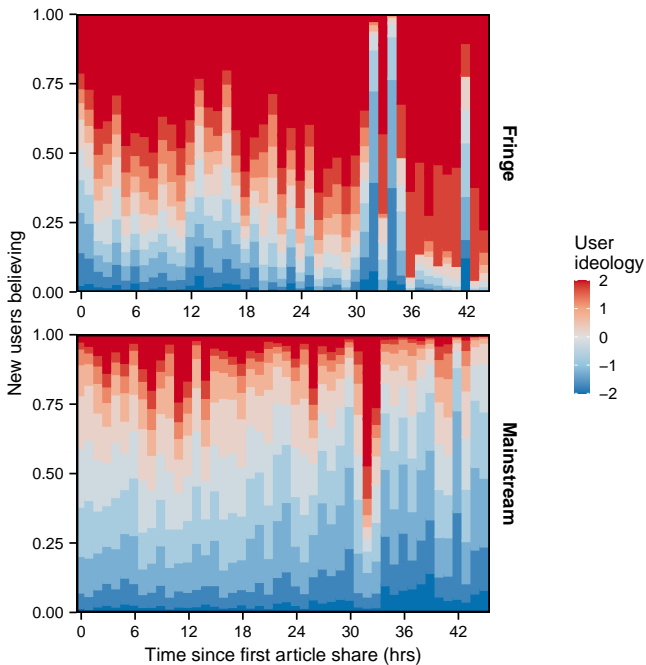 1.00
0.75
0.50
0.25
0.00
0 6 12 18 24 30 36 42
Fringe
New users believing
1.00
0.75
0.50
0.25
0.00
0 6 12 18 24 30 36 42
Mainstream
Time since first article share (hrs)
User
ideology
2
1
0
−1
−2